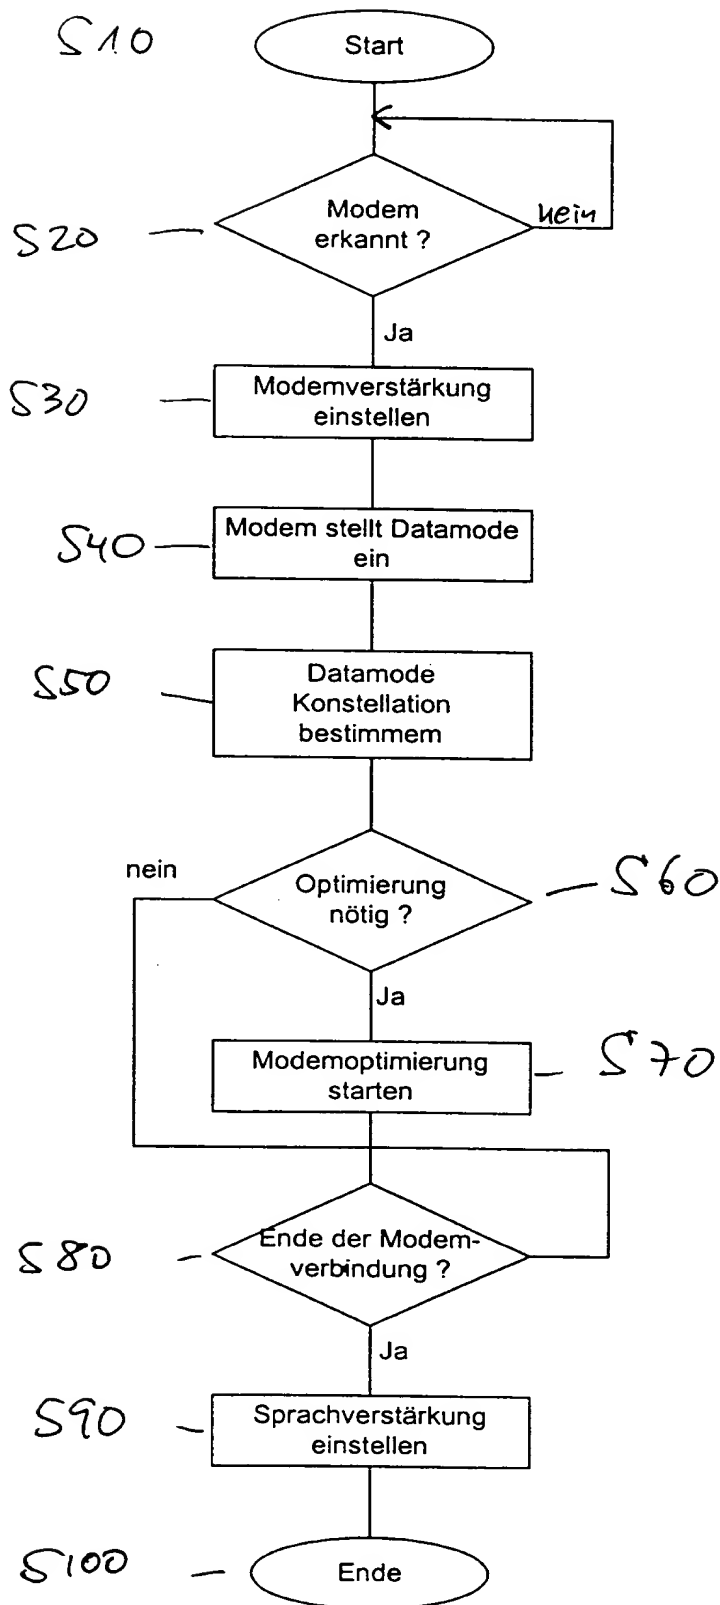 S10
Start
Modem
erkannt ?
nein
S20
Ja
S30
Modemverstärkung
einstellen
S40
Modem stellt Datamode
ein
S50
Datamode
Konstellation
bestimmem
nein
Optimierung
nötig ?
S60
Ja
Modemoptimierung
starten
S70
S80
Ende der Modem-
verbindung ?
Ja
S90
Sprachverstärkung
einstellen
S100
Ende